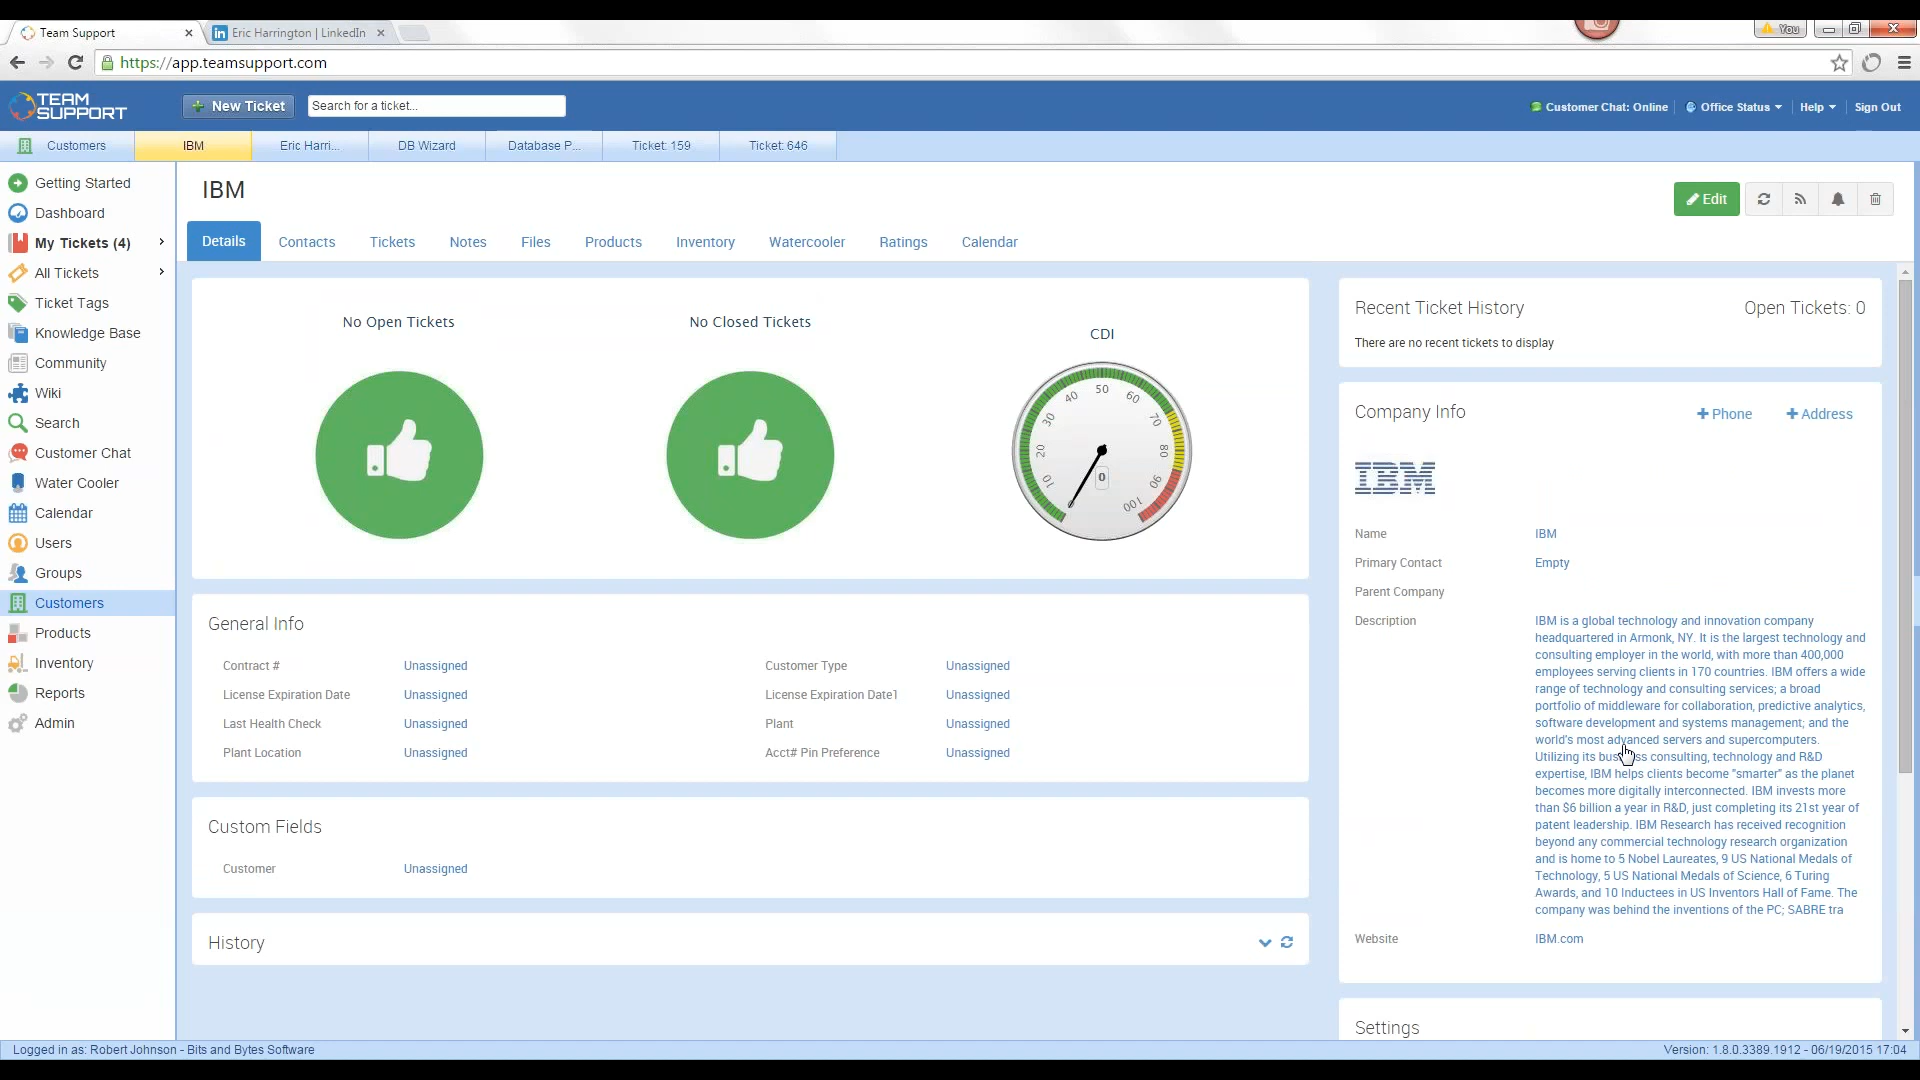 Team Support
Eric Harrington | LinkedIn
You
https://app.teamsupport.com
TEAM
SUPPORT
New Ticket
Search for a ticket...
Customer Chat: Online
Office Status
Help
Sign Out
Customers
IBM
Eric Harri...
DB Wizard
Database P...
Ticket: 159
Ticket: 646
Getting Started
Dashboard
My Tickets (4)
All Tickets
Ticket Tags
Knowledge Base
Community
Wiki
Search
Customer Chat
Water Cooler
Calendar
Users
Groups
Customers
Products
Inventory
Reports
Admin
IBM
Edit
Details
Contacts
Tickets
Notes
Files
Products
Inventory
Watercooler
Ratings
Calendar
No Open Tickets
No Closed Tickets
CDI
0
10
20
30
40
50
60
70
80
90
100
0
General Info
Contract # Unassigned
Customer Type Unassigned
License Expiration Date Unassigned
License Expiration Date1 Unassigned
Last Health Check Unassigned
Plant Unassigned
Plant Location Unassigned
Acct# Pin Preference Unassigned
Custom Fields
Customer Unassigned
History
Recent Ticket History
Open Tickets: 0
There are no recent tickets to display
Company Info
Phone
Address
IBM
Name IBM
Primary Contact Empty
Parent Company
Description
IBM is a global technology and innovation company
headquartered in Armonk, NY. It is the largest technology and
consulting employer in the world, with more than 400,000
employees serving clients in 170 countries. IBM offers a wide
range of technology and consulting services; a broad
portfolio of middleware for collaboration, predictive analytics,
software development and systems management; and the
world's most advanced servers and supercomputers.
Utilizing its business consulting, technology and R&D
expertise, IBM helps clients become "smarter" as the planet
becomes more digitally interconnected. IBM invests more
than $6 billion a year in R&D, just completing its 21st year of
patent leadership. IBM Research has received recognition
beyond any commercial technology research organization
and is home to 5 Nobel Laureates, 9 US National Medals of
Technology, 5 US National Medals of Science, 6 Turing
Awards, and 10 Inductees in US Inventors Hall of Fame. The
company was behind the inventions of the PC; SABRE tra
Website IBM.com
Settings
Logged in as: Robert Johnson - Bits and Bytes Software
Version: 1.8.0.3389.1912 - 06/19/2015 17:04